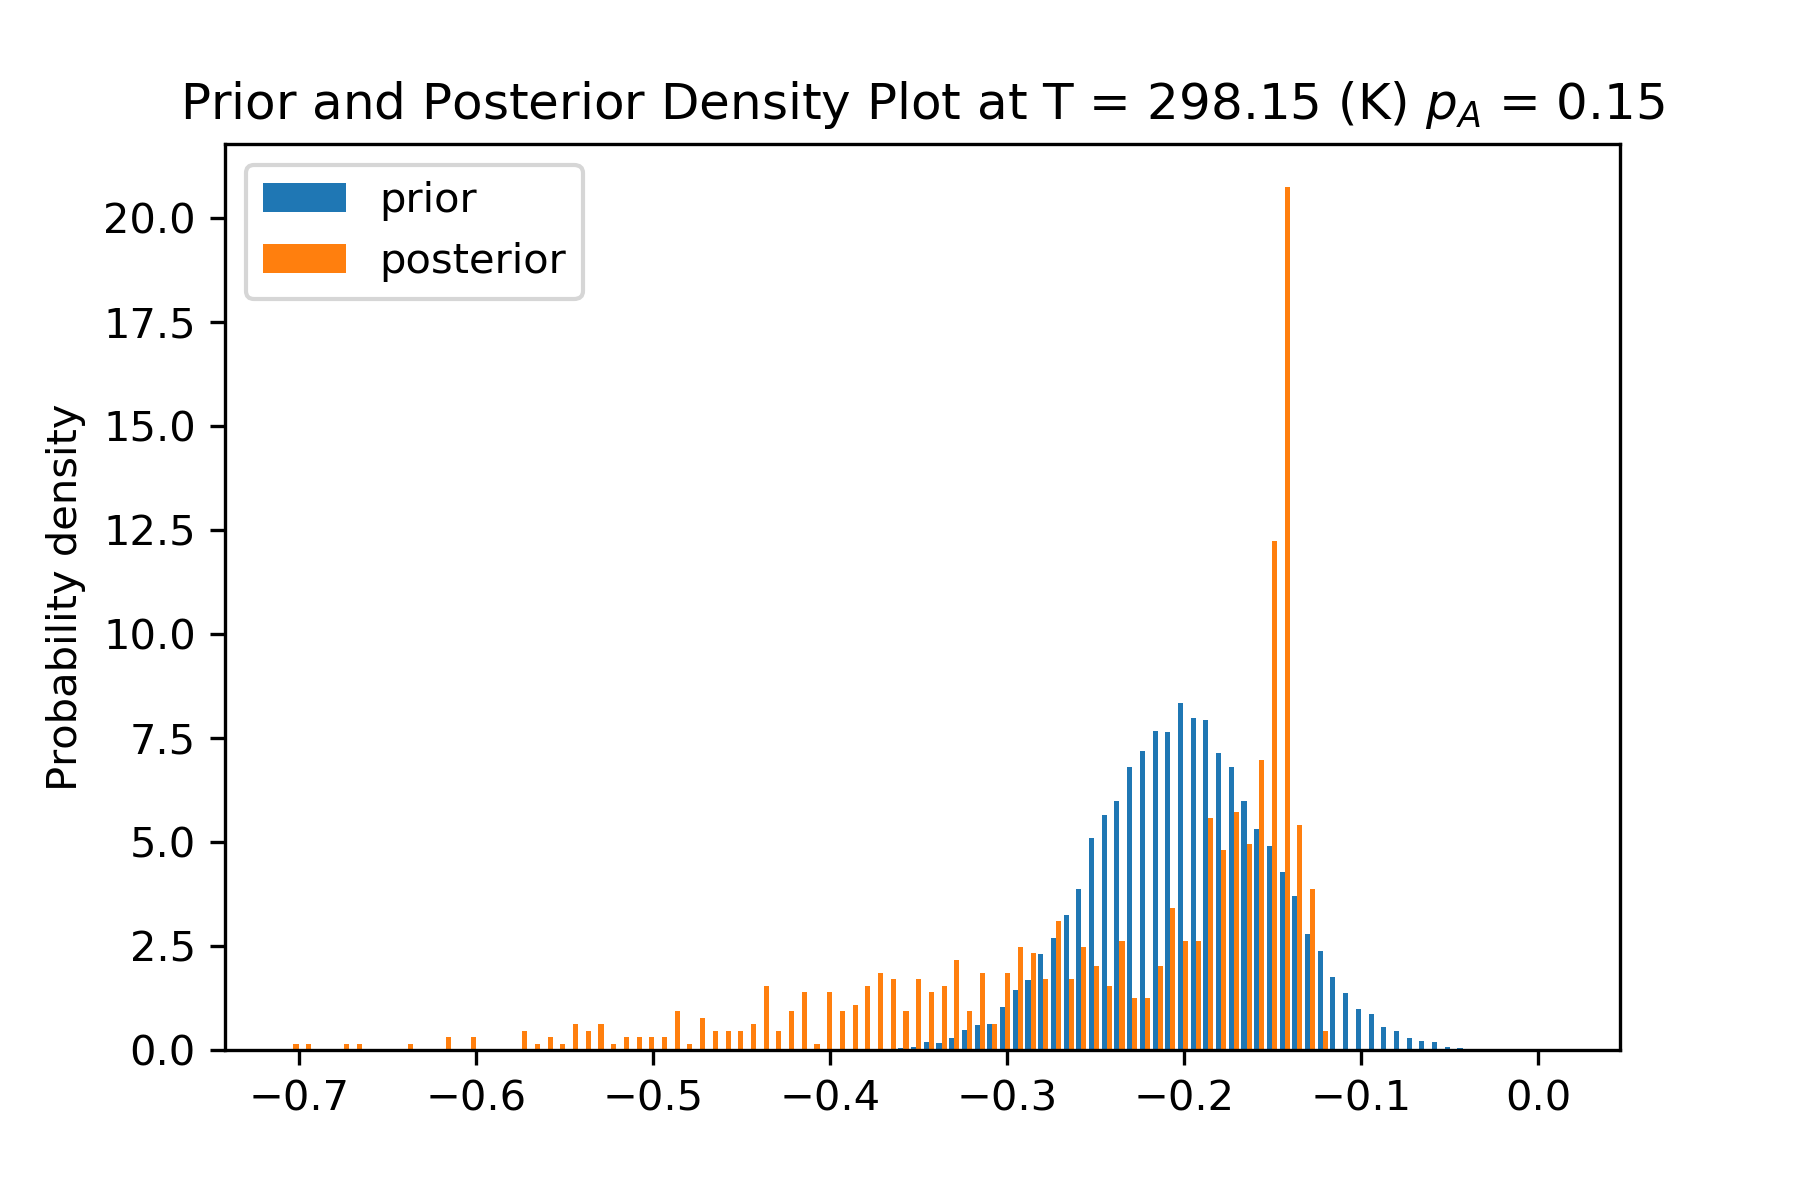 Prior and Posterior Density Plot at T = 298.15 (K) p_A = 0.15
prior
posterior
Probability density
20.0
17.5
15.0
12.5
10.0
7.5
5.0
2.5
0.0
−0.7 −0.6 −0.5 −0.4 −0.3 −0.2 −0.1 0.0